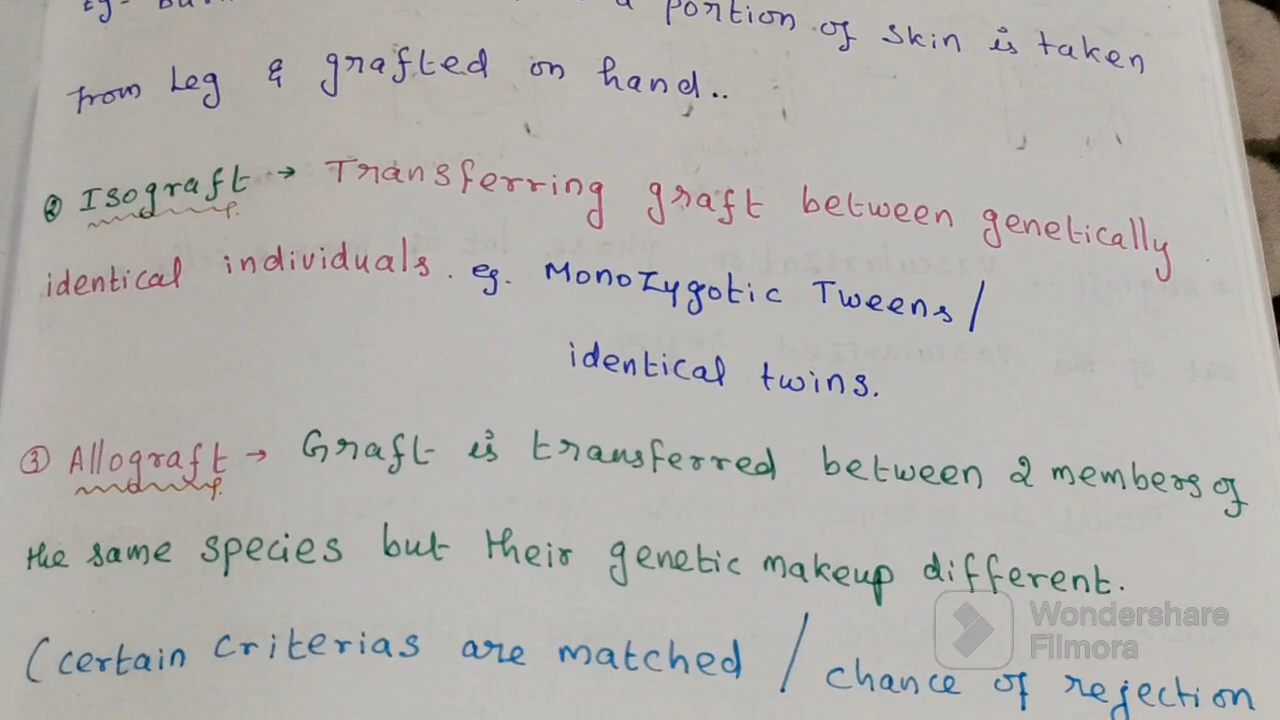 portion of skin is taken
from Leg & grafted on hand..
② Isograft → Transferring graft between genetically
identical individuals. eg. Monozygotic Tweens /
identical twins.
③ Allograft → Graft is transferred between 2 members of
the same species but their genetic makeup different.
(certain criterias are matched / chance of rejection
Wondershare
Filmora